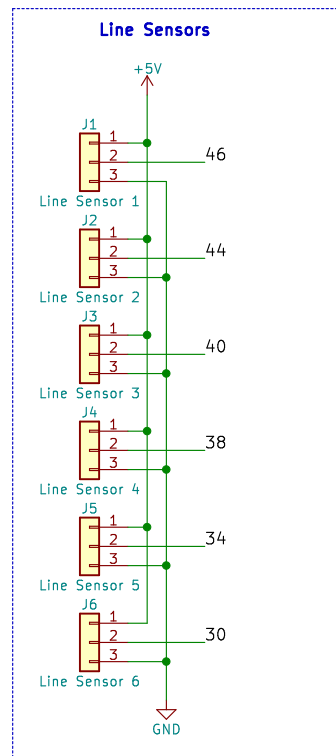 Line Sensors
+5V
J1
1
2
46
3
Line Sensor 1
J2
1
2
44
3
Line Sensor 2
J3
1
2
40
3
Line Sensor 3
J4
1
2
38
3
Line Sensor 4
J5
1
2
34
3
Line Sensor 5
J6
1
2
30
3
Line Sensor 6
GND